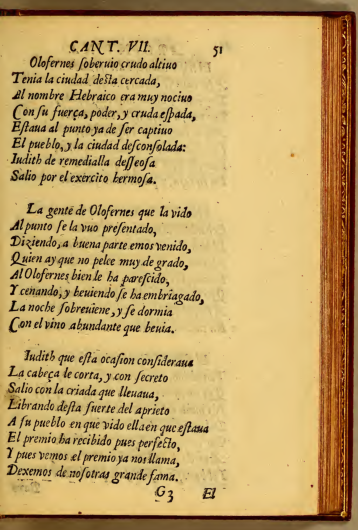 CANT. VII. 51
Olofernes ſoberuio crudo altiuo
Tenia la ciudad deſta cercada,
Al nombre Hebraico era muy nociuo
Con ſu fuerça, poder, y cruda eſpada,
Eſtaua al punto ya de ſer captiuo
El pueblo, y la ciudad deſconſolada:
Iudith de remedialla deſſeoſa
Salio por el exercito hermoſa.
La gente de Olofernes que la vido
Al punto ſe la vuo preſentado,
Diziendo, a buena parte emos venido,
Quien ay que no pelee muy de grado,
Al Olofernes bien le ha pareſcido,
Y cenando, y beuiendo ſe ha embriagado,
La noche ſobreuiene, y ſe dormia
Con el vino abundante que beuia.
Iudith que eſta ocaſion conſideraua
La cabeça le corta, y con ſecreto
Salio con la criada que lleuaua,
Librando deſta fuerte del aprieto
A ſu pueblo en que vido ella en que eſtaua
El premio ha recibido pues perfecto,
Y pues vemos el premio ya nos llama,
Dexemos de noſotras grande fama.
G3 El